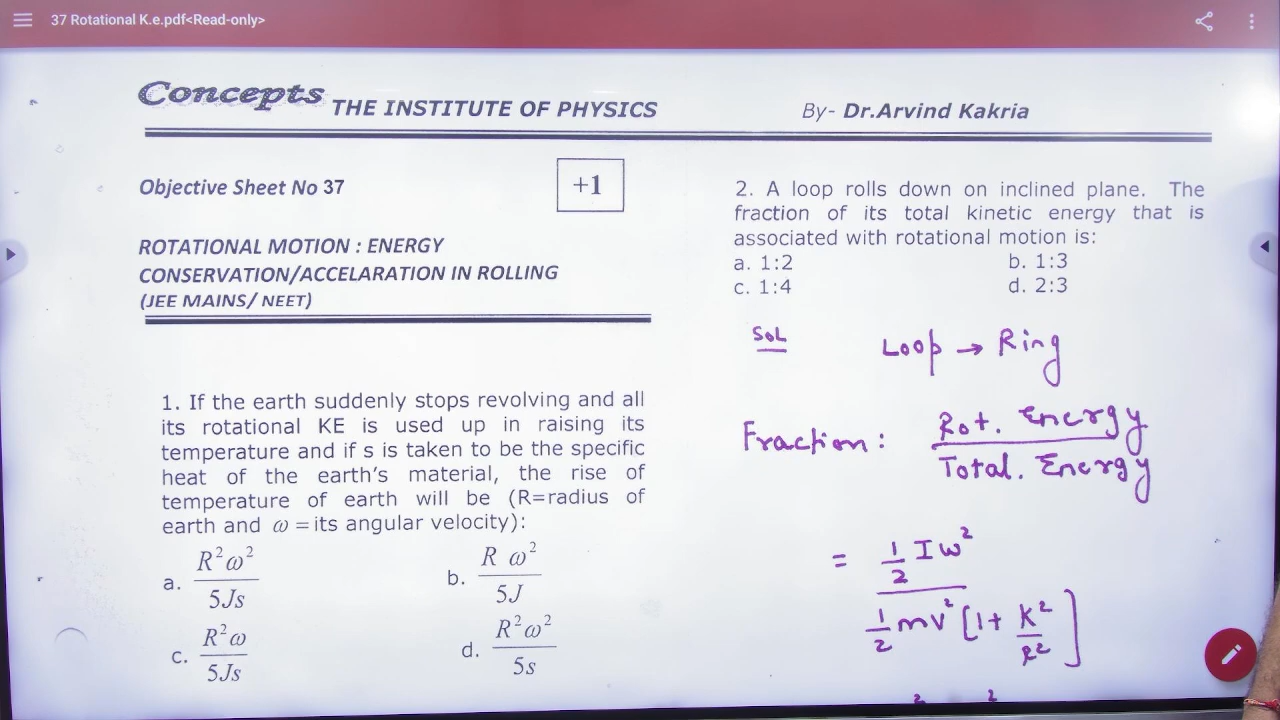 37 Rotational K.e.pdf<Read-only>
Concepts THE INSTITUTE OF PHYSICS By- Dr.Arvind Kakria
Objective Sheet No 37
+1
ROTATIONAL MOTION : ENERGY
CONSERVATION/ACCELARATION IN ROLLING
(JEE MAINS/ NEET)
1. If the earth suddenly stops revolving and all
its rotational KE is used up in raising its
temperature and if s is taken to be the specific
heat of the earth's material, the rise of
temperature of earth will be (R=radius of
earth and ω = its angular velocity):
a. R²ω² / 5Js
b. R ω² / 5J
c. R²ω / 5Js
d. R²ω² / 5s
2. A loop rolls down on inclined plane. The
fraction of its total kinetic energy that is
associated with rotational motion is:
a. 1:2 b. 1:3
c. 1:4 d. 2:3
Sol Loop → Ring
Fraction : Rot. Energy / Total. Energy
= 1/2 Iω² / 1/2 mv² [1 + K²/R²]